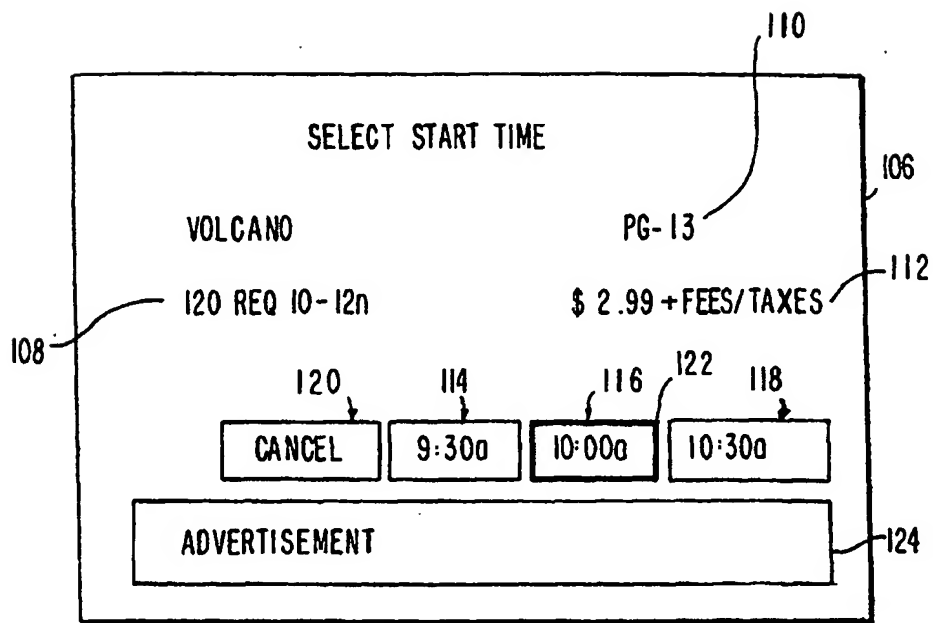 110
SELECT START TIME
106
VOLCANO PG-13
112
120 REQ 10-12n $ 2.99 + FEES/TAXES
108
120 114 116 122 118
CANCEL 9:30a 10:00a 10:30a
ADVERTISEMENT
124